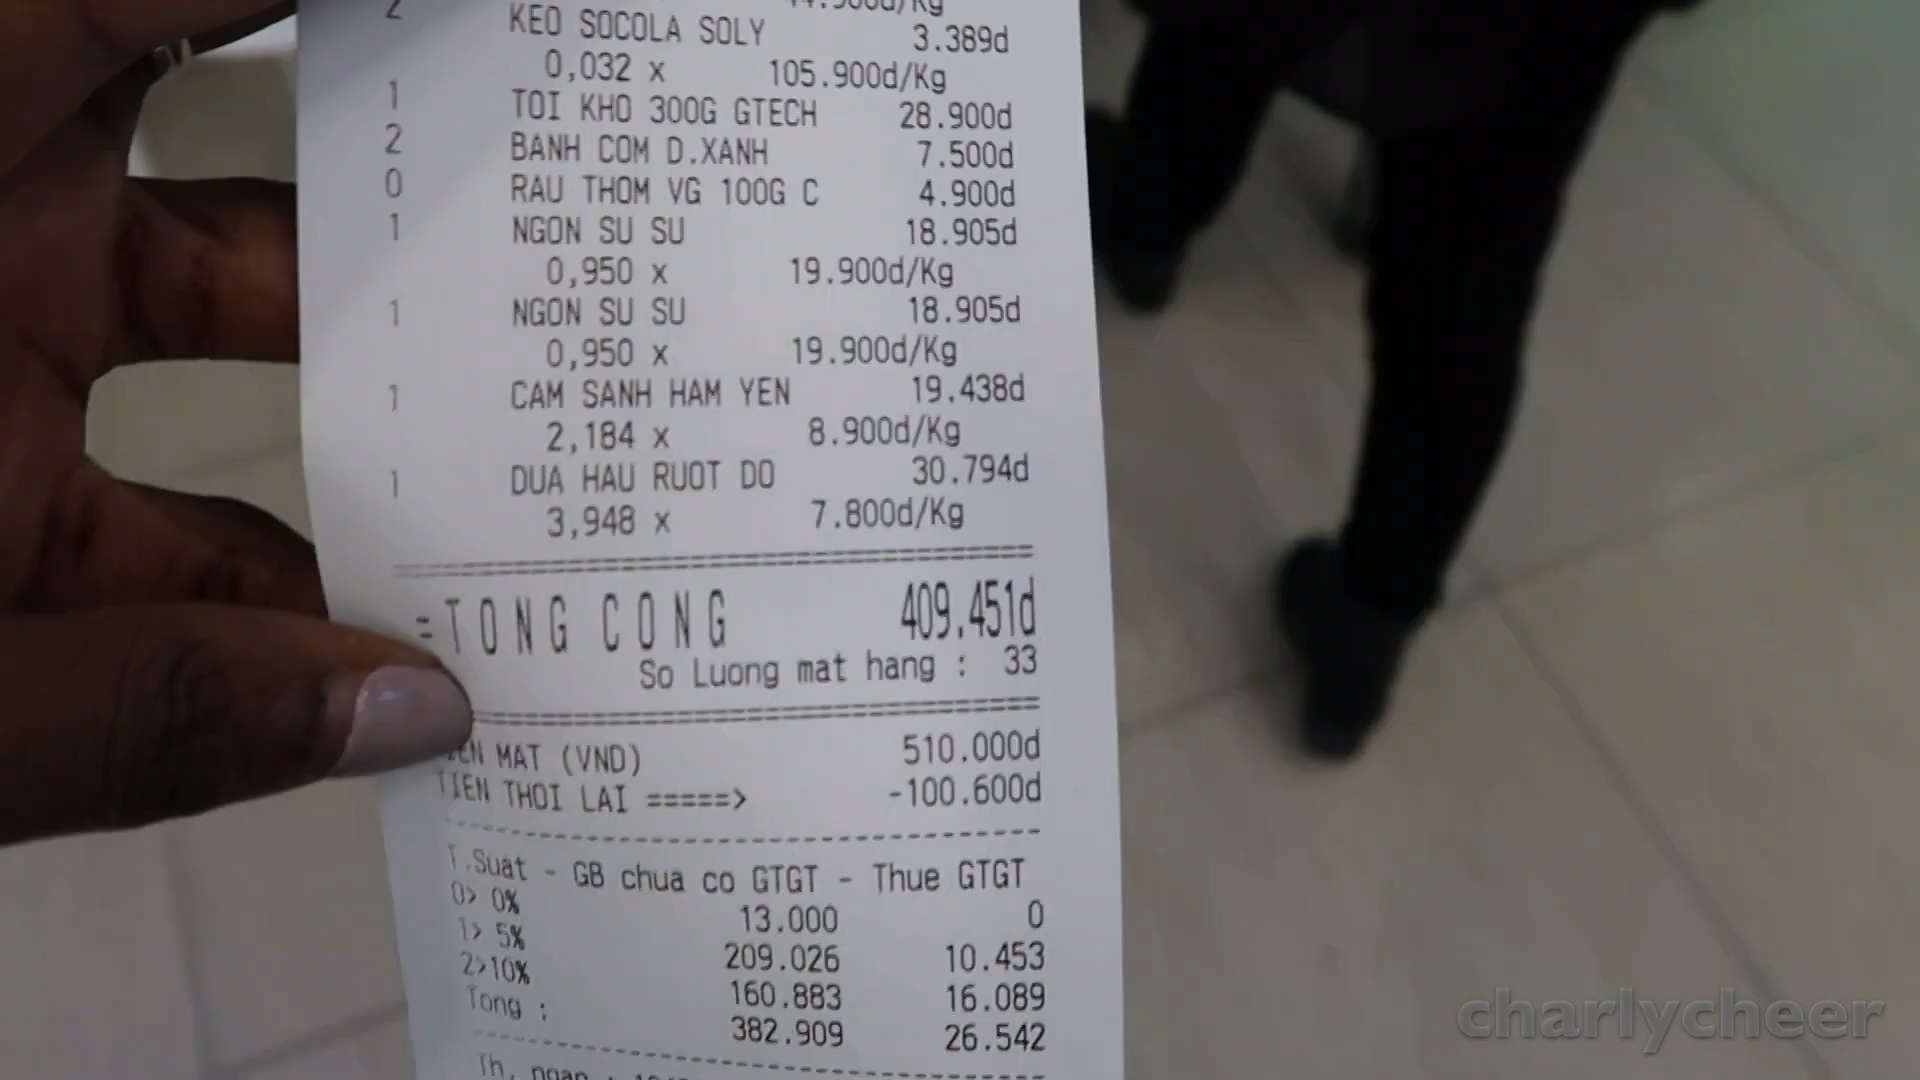 2 KEO SOCOLA SOLY 3.389d
0,032 x 105.900d/Kg
1 TOI KHO 300G GTECH 28.900d
2 BANH COM D.XANH 7.500d
0 RAU THOM VG 100G C 4.900d
1 NGON SU SU 18.905d
0,950 x 19.900d/Kg
1 NGON SU SU 18.905d
0,950 x 19.900d/Kg
1 CAM SANH HAM YEN 19.438d
2,184 x 8.900d/Kg
1 DUA HAU RUOT DO 30.794d
3,948 x 7.800d/Kg
=TONG CONG 409.451d
So Luong mat hang : 33
MAT (VND) 510.000d
TIEN THOI LAI =====> -100.600d
T.Suat - GB chua co GTGT - Thue GTGT
0> 0% 13.000 0
1> 5% 209.026 10.453
2>10% 160.883 16.089
Tong : 382.909 26.542
charlycheer